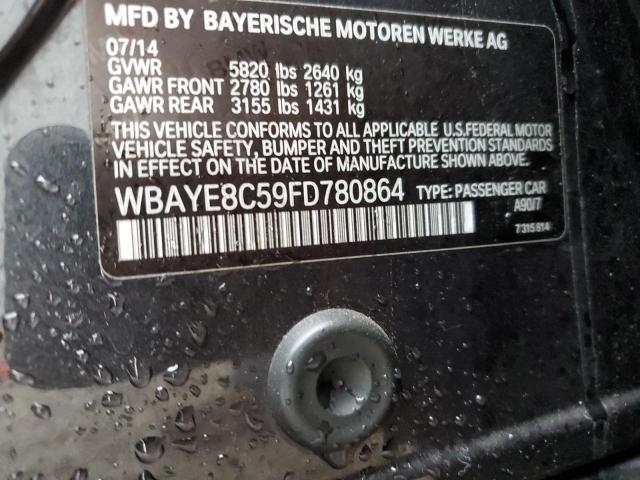 MFD BY BAYERISCHE MOTOREN WERKE AG
07/14
GVWR 5820 lbs 2640 kg
GAWR FRONT 2780 lbs 1261 kg
GAWR REAR 3155 lbs 1431 kg
THIS VEHICLE CONFORMS TO ALL APPLICABLE U.S.FEDERAL MOTOR
VEHICLE SAFETY, BUMPER AND THEFT PREVENTION STANDARDS
IN EFFECT ON THE DATE OF MANUFACTURE SHOWN ABOVE.
WBAYE8C59FD780864 TYPE: PASSENGER CAR
A90/7
7315814